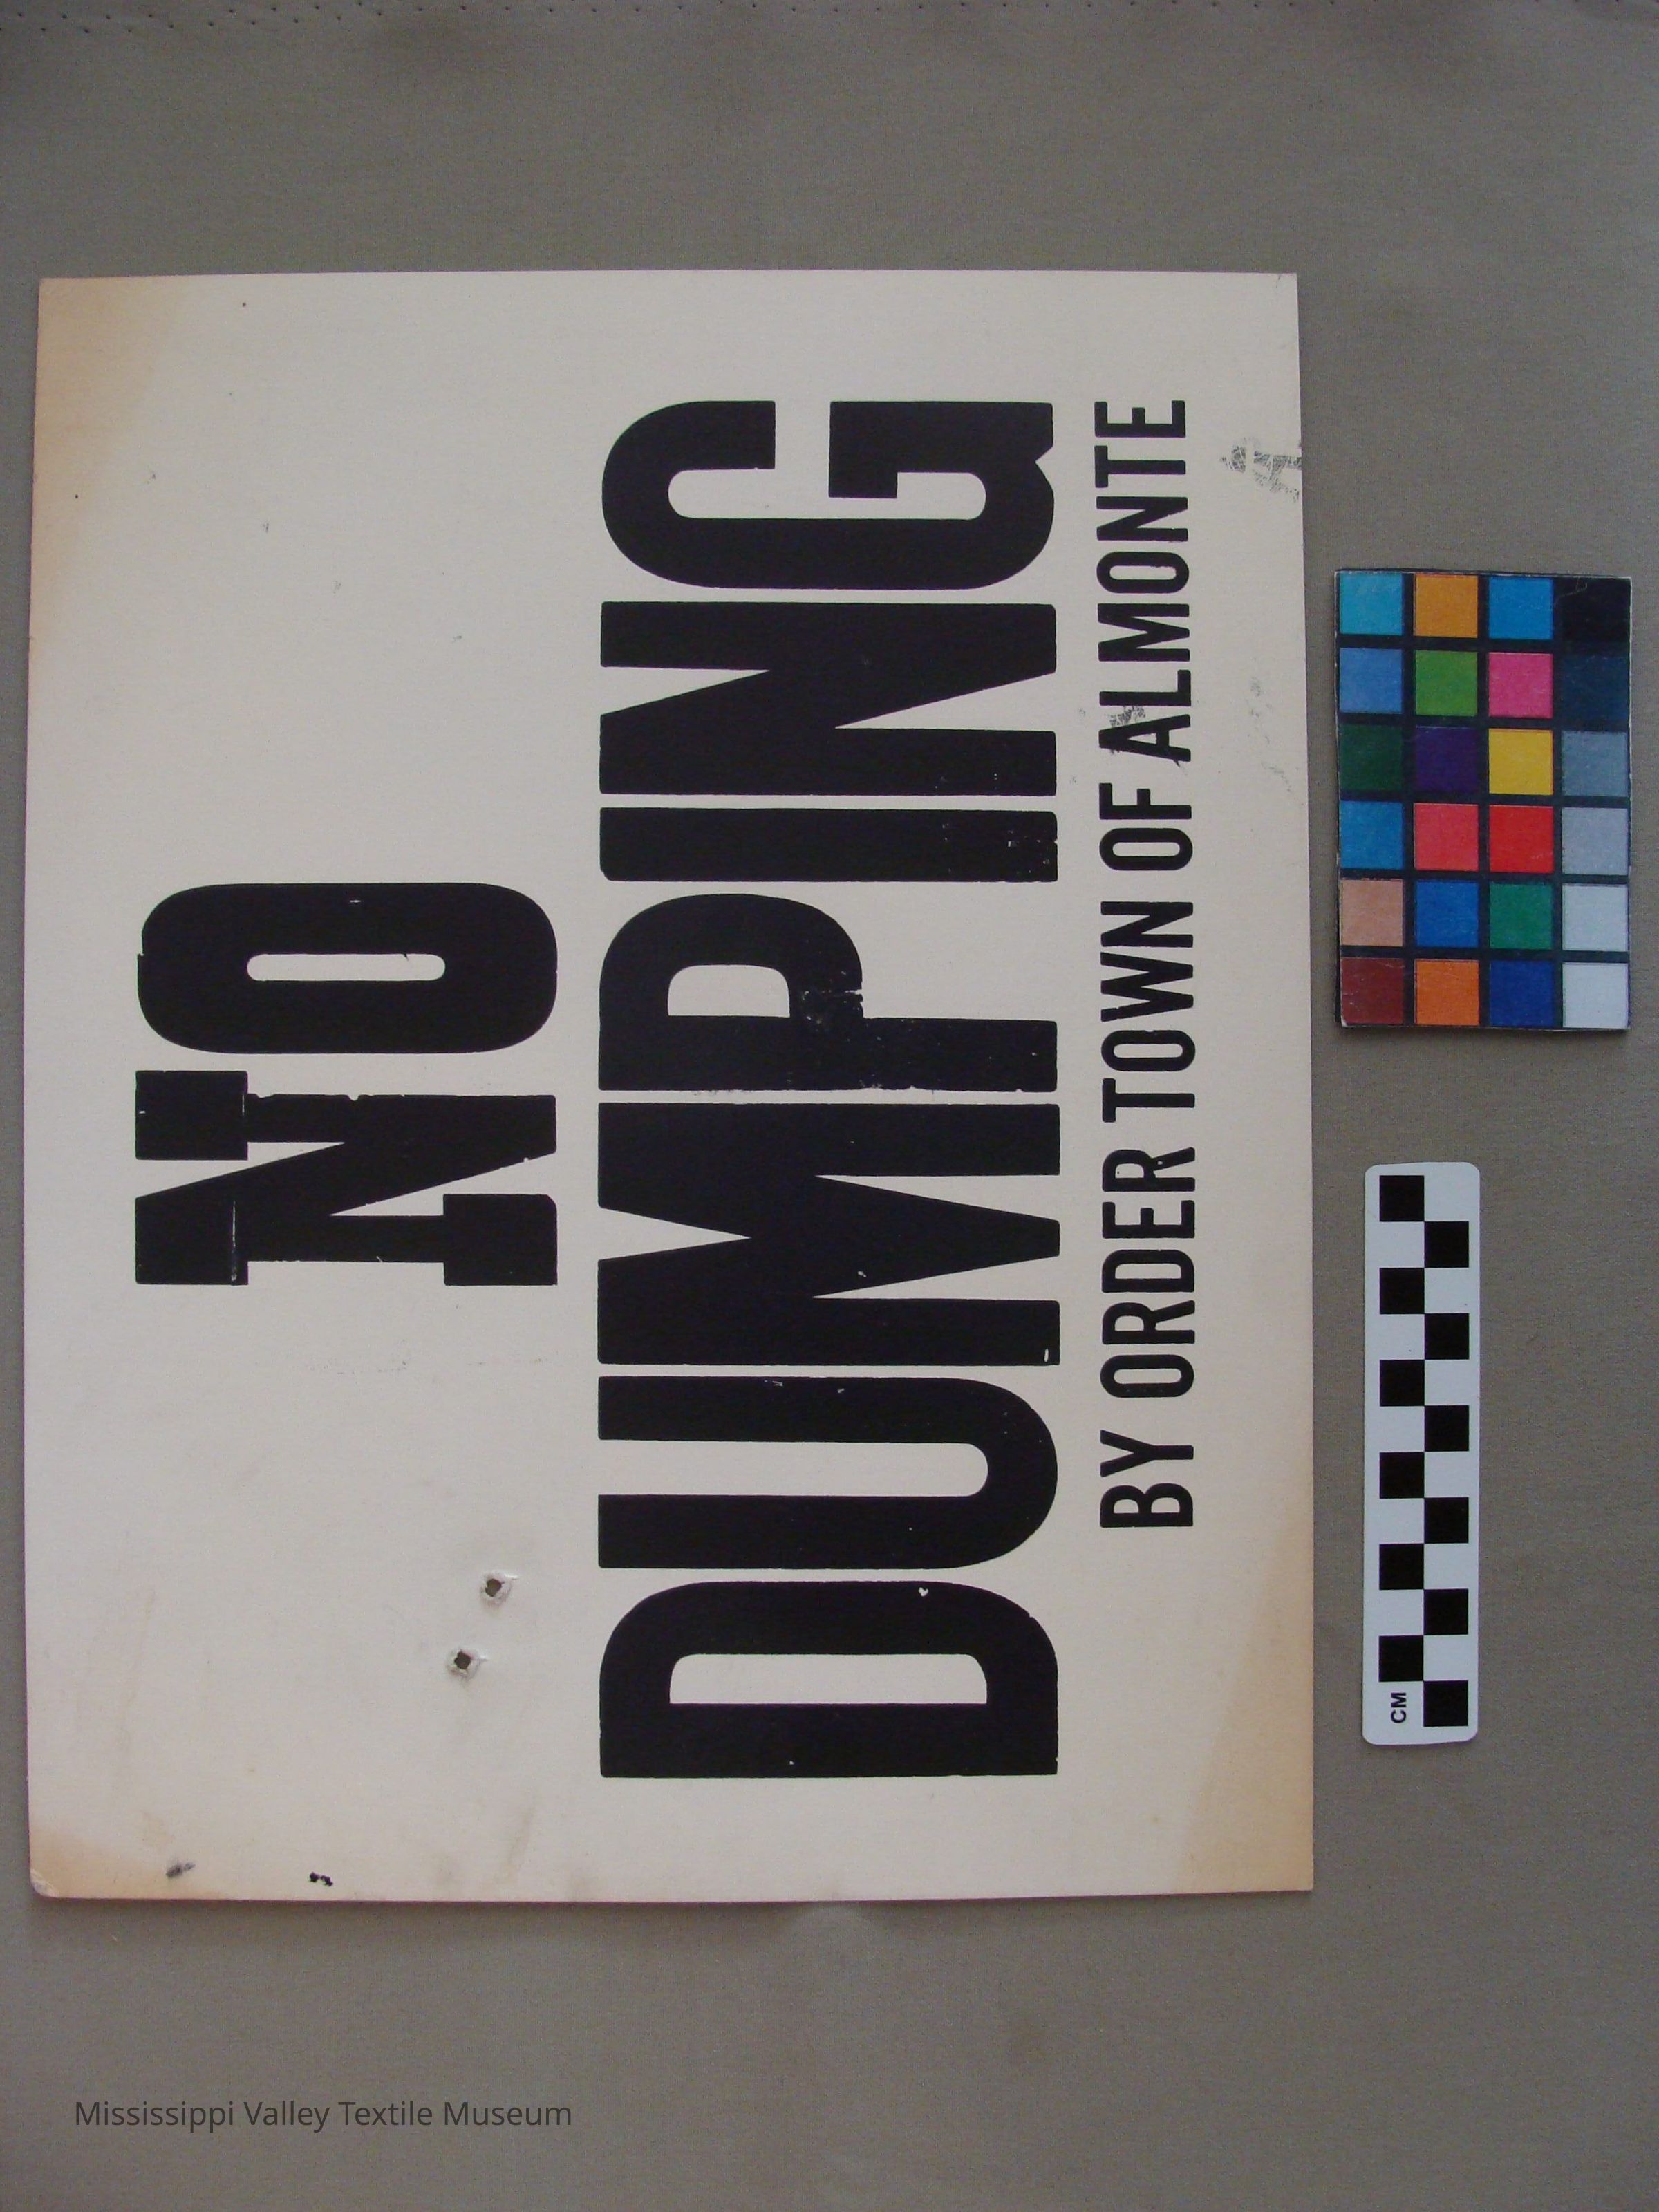 NO
DUMPING
BY ORDER TOWN OF ALMONTE
CM
Mississippi Valley Textile Museum